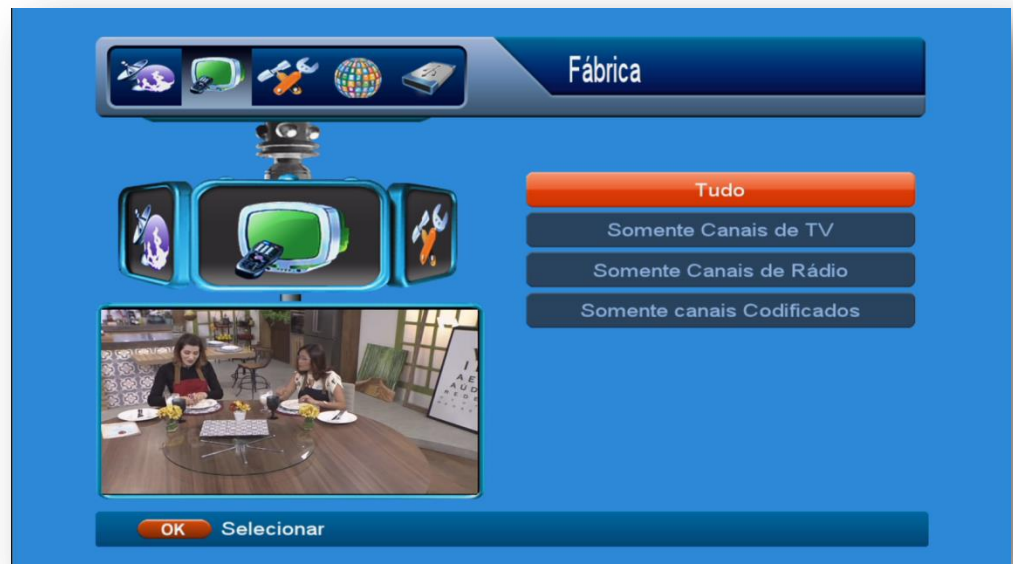 Fábrica
Tudo
Somente Canais de TV
Somente Canais de Rádio
Somente canais Codificados
OK Selecionar